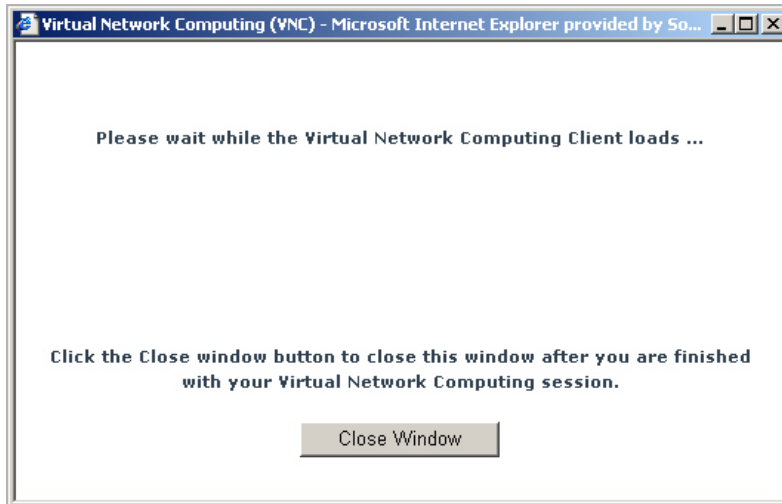 Virtual Network Computing (VNC) - Microsoft Internet Explorer provided by So...
Please wait while the Virtual Network Computing Client loads ...
Click the Close window button to close this window after you are finished
with your Virtual Network Computing session.
Close Window